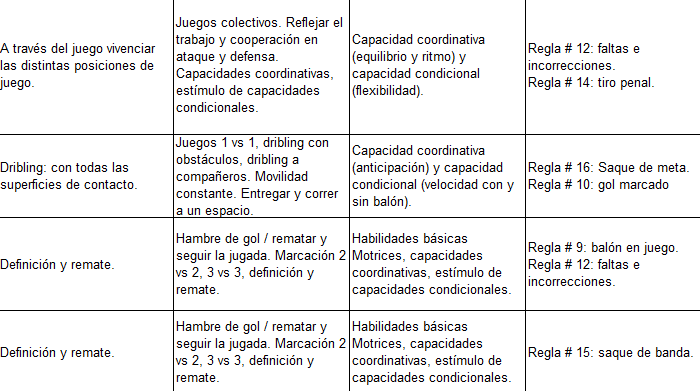 A través del juego vivenciar
las distintas posiciones de
juego.
Juegos colectivos. Reflejar el
trabajo y cooperación en
ataque y defensa.
Capacidades coordinativas,
estímulo de capacidades
condicionales.
Capacidad coordinativa
(equilibrio y ritmo) y
capacidad condicional
(flexibilidad).
Regla # 12: faltas e
incorrecciones.
Regla # 14: tiro penal.
Dribling: con todas las
superficies de contacto.
Juegos 1 vs 1, dribling con
obstáculos, dribling a
compañeros. Movilidad
constante. Entregar y correr
a un espacio.
Capacidad coordinativa
(anticipación) y capacidad
condicional (velocidad con y
sin balón).
Regla # 16: Saque de meta.
Regla # 10: gol marcado
Definición y remate.
Hambre de gol / rematar y
seguir la jugada. Marcación 2
vs 2, 3 vs 3, definición y
remate.
Habilidades básicas
Motrices, capacidades
coordinativas, estímulo de
capacidades condicionales.
Regla # 9: balón en juego.
Regla # 12: faltas e
incorrecciones.
Definición y remate.
Hambre de gol / rematar y
seguir la jugada. Marcación 2
vs 2, 3 vs 3, definición y
remate.
Habilidades básicas
Motrices, capacidades
coordinativas, estímulo de
capacidades condicionales.
Regla # 15: saque de banda.